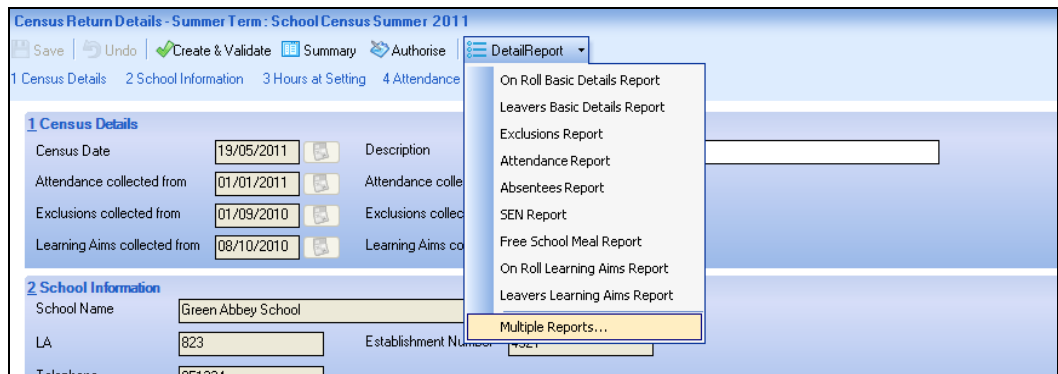 Census Return Details - Summer Term : School Census Summer 2011
Save Undo Create & Validate Summary Authorise DetailReport
1 Census Details 2 School Information 3 Hours at Setting 4 Attendance
On Roll Basic Details Report
Leavers Basic Details Report
Exclusions Report
Attendance Report
Absentees Report
SEN Report
Free School Meal Report
On Roll Learning Aims Report
Leavers Learning Aims Report
Multiple Reports...
1 Census Details
Census Date 19/05/2011 Description
Attendance collected from 01/01/2011 Attendance colle
Exclusions collected from 01/09/2010 Exclusions collec
Learning Aims collected from 08/10/2010 Learning Aims co
2 School Information
School Name Green Abbey School
LA 823 Establishment Number